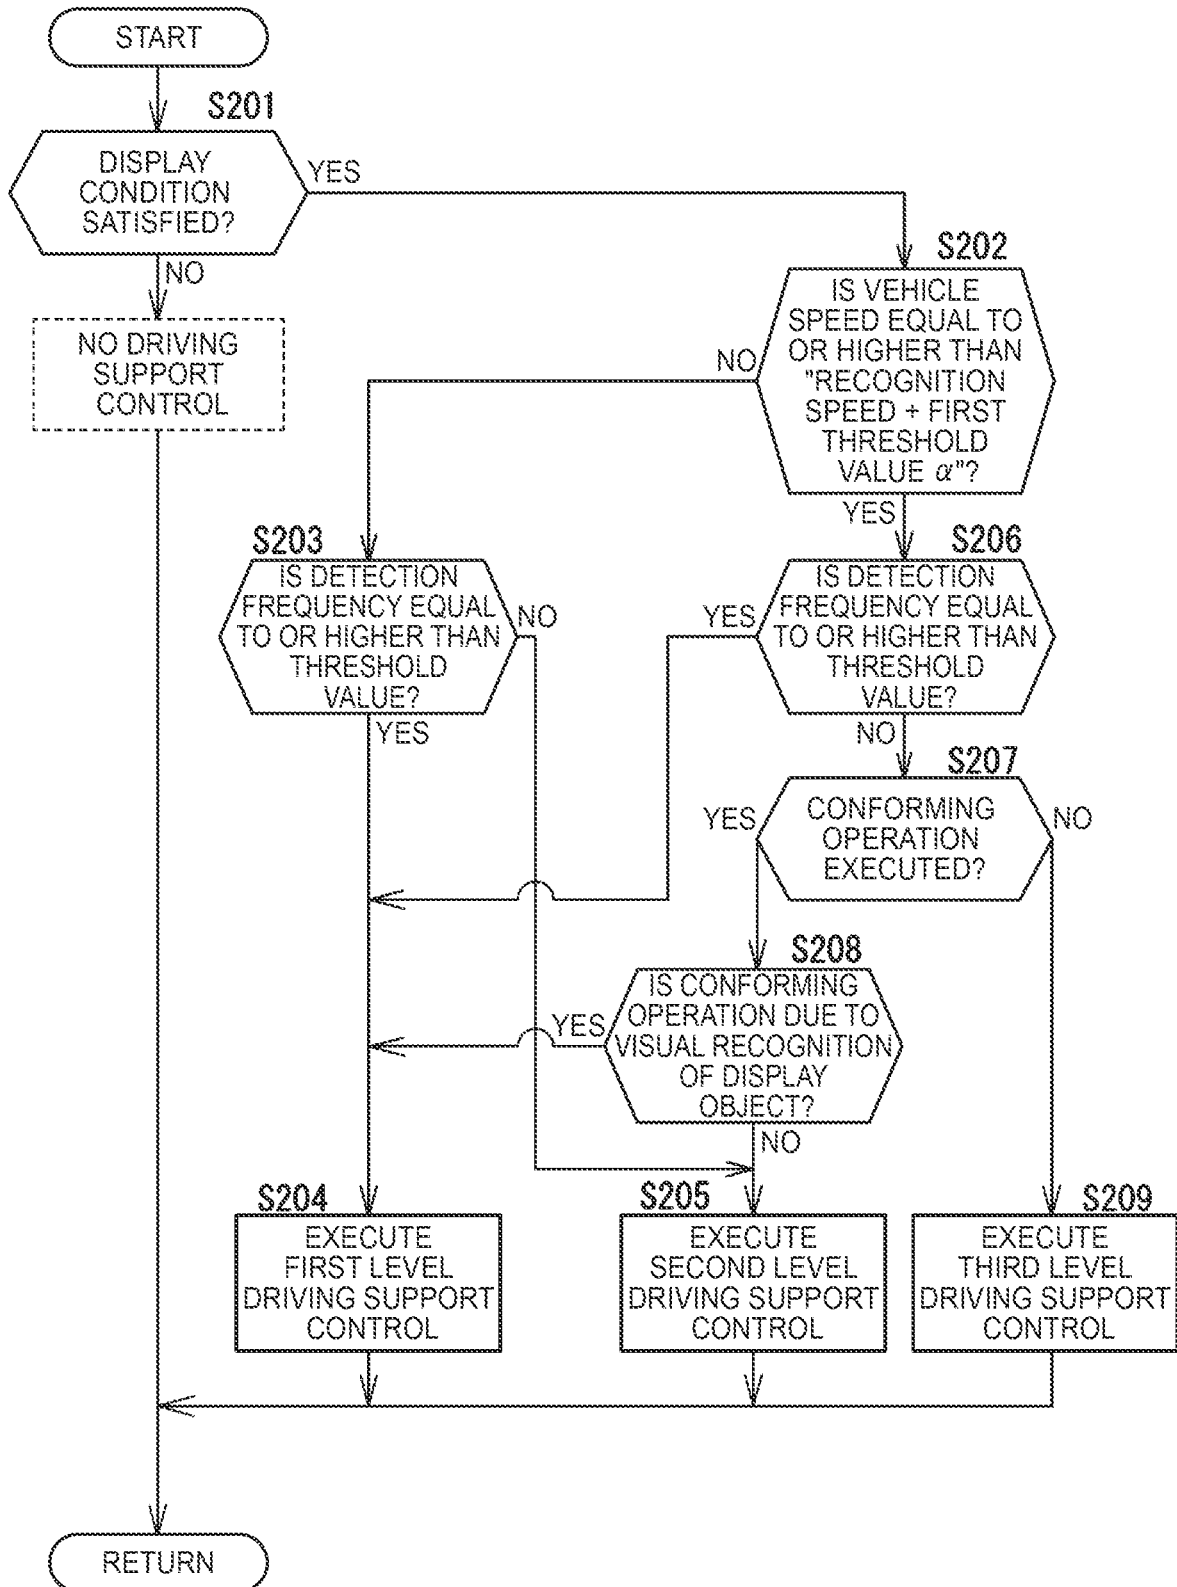 START
S201
DISPLAY
CONDITION
SATISFIED?
YES
NO
NO DRIVING
SUPPORT
CONTROL
S202
IS VEHICLE
SPEED EQUAL TO
OR HIGHER THAN
"RECOGNITION
SPEED + FIRST
THRESHOLD
VALUE α"?
NO
YES
S203
IS DETECTION
FREQUENCY EQUAL
TO OR HIGHER THAN
THRESHOLD
VALUE?
NO
YES
S206
IS DETECTION
FREQUENCY EQUAL
TO OR HIGHER THAN
THRESHOLD
VALUE?
YES
NO
S207
CONFORMING
OPERATION
EXECUTED?
YES
NO
S208
IS CONFORMING
OPERATION DUE TO
VISUAL RECOGNITION
OF DISPLAY
OBJECT?
YES
NO
S204
EXECUTE
FIRST LEVEL
DRIVING SUPPORT
CONTROL
S205
EXECUTE
SECOND LEVEL
DRIVING SUPPORT
CONTROL
S209
EXECUTE
THIRD LEVEL
DRIVING SUPPORT
CONTROL
RETURN